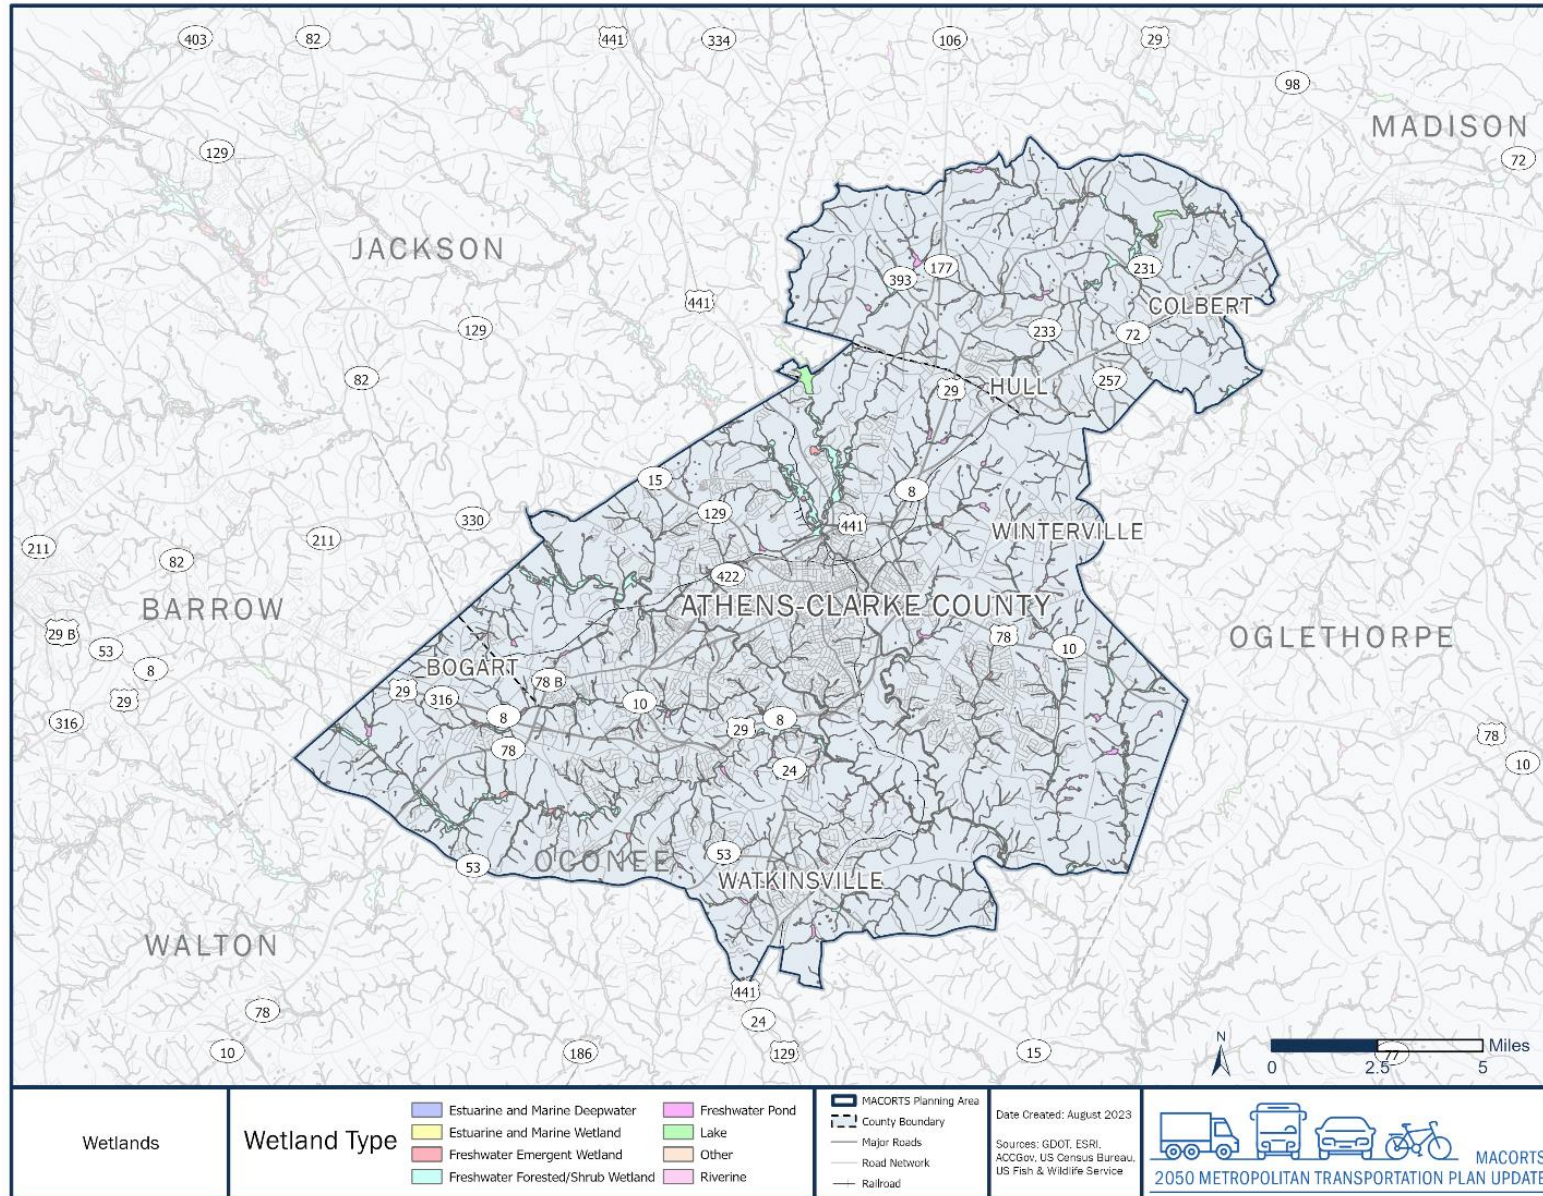 403
82
441
334
106
29
98
MADISON
129
72
JACKSON
177
393
231
COLBERT
441
129
233
72
82
29
HULL
257
15
8
330
129
441
WINTERVILLE
211
211
82
422
ATHENS-CLARKE COUNTY
BARROW
29 B
53
8
78
10
OGLETHORPE
BOGART
78 B
29
316
29
316
10
8
8
29
78
24
78
10
53
OCONEE
53
WATKINSVILLE
WALTON
441
78
24
10
186
129
15
77
N
Miles
0
2.5
5
Wetlands
Wetland Type
Estuarine and Marine Deepwater
Estuarine and Marine Wetland
Freshwater Emergent Wetland
Freshwater Forested/Shrub Wetland
Freshwater Pond
Lake
Other
Riverine
MACORTS Planning Area
County Boundary
Major Roads
Road Network
Railroad
Date Created: August 2023
Sources: GDOT, ESRI,
ACCGov, US Census Bureau,
US Fish & Wildlife Service
MACORTS
2050 METROPOLITAN TRANSPORTATION PLAN UPDATE